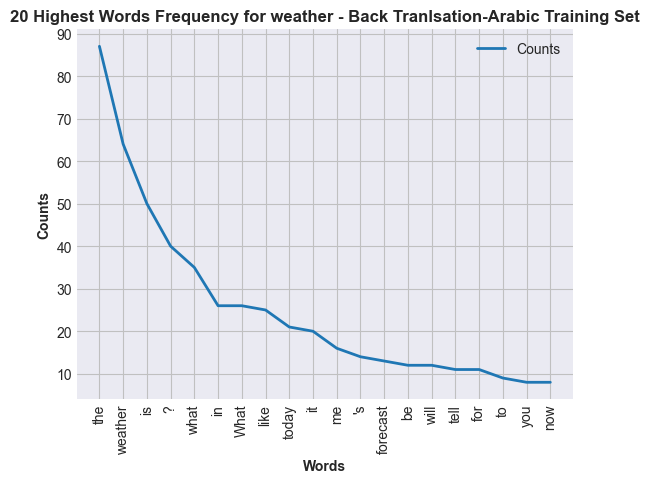 20 Highest Words Frequency for weather - Back Tranlsation-Arabic Training Set
Counts
90
80
70
60
50
40
30
20
10
Counts
the
weather
is
?
what
in
What
like
today
it
me
's
forecast
be
will
tell
for
to
you
now
Words